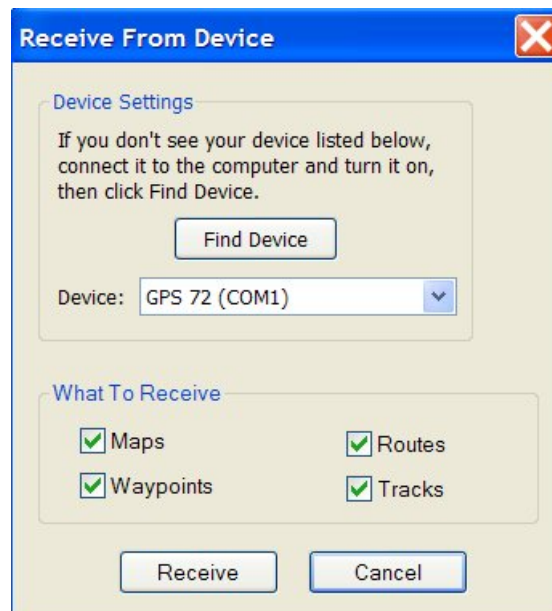 Receive From Device
Device Settings
If you don't see your device listed below,
connect it to the computer and turn it on,
then click Find Device.
Find Device
Device: GPS 72 (COM1)
What To Receive
Maps Routes
Waypoints Tracks
Receive Cancel